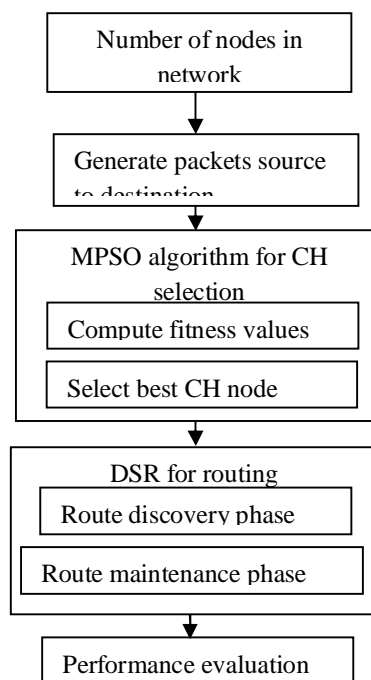 Number of nodes in
network
Generate packets source
to destination
MPSO algorithm for CH
selection
Compute fitness values
Select best CH node
DSR for routing
Route discovery phase
Route maintenance phase
Performance evaluation